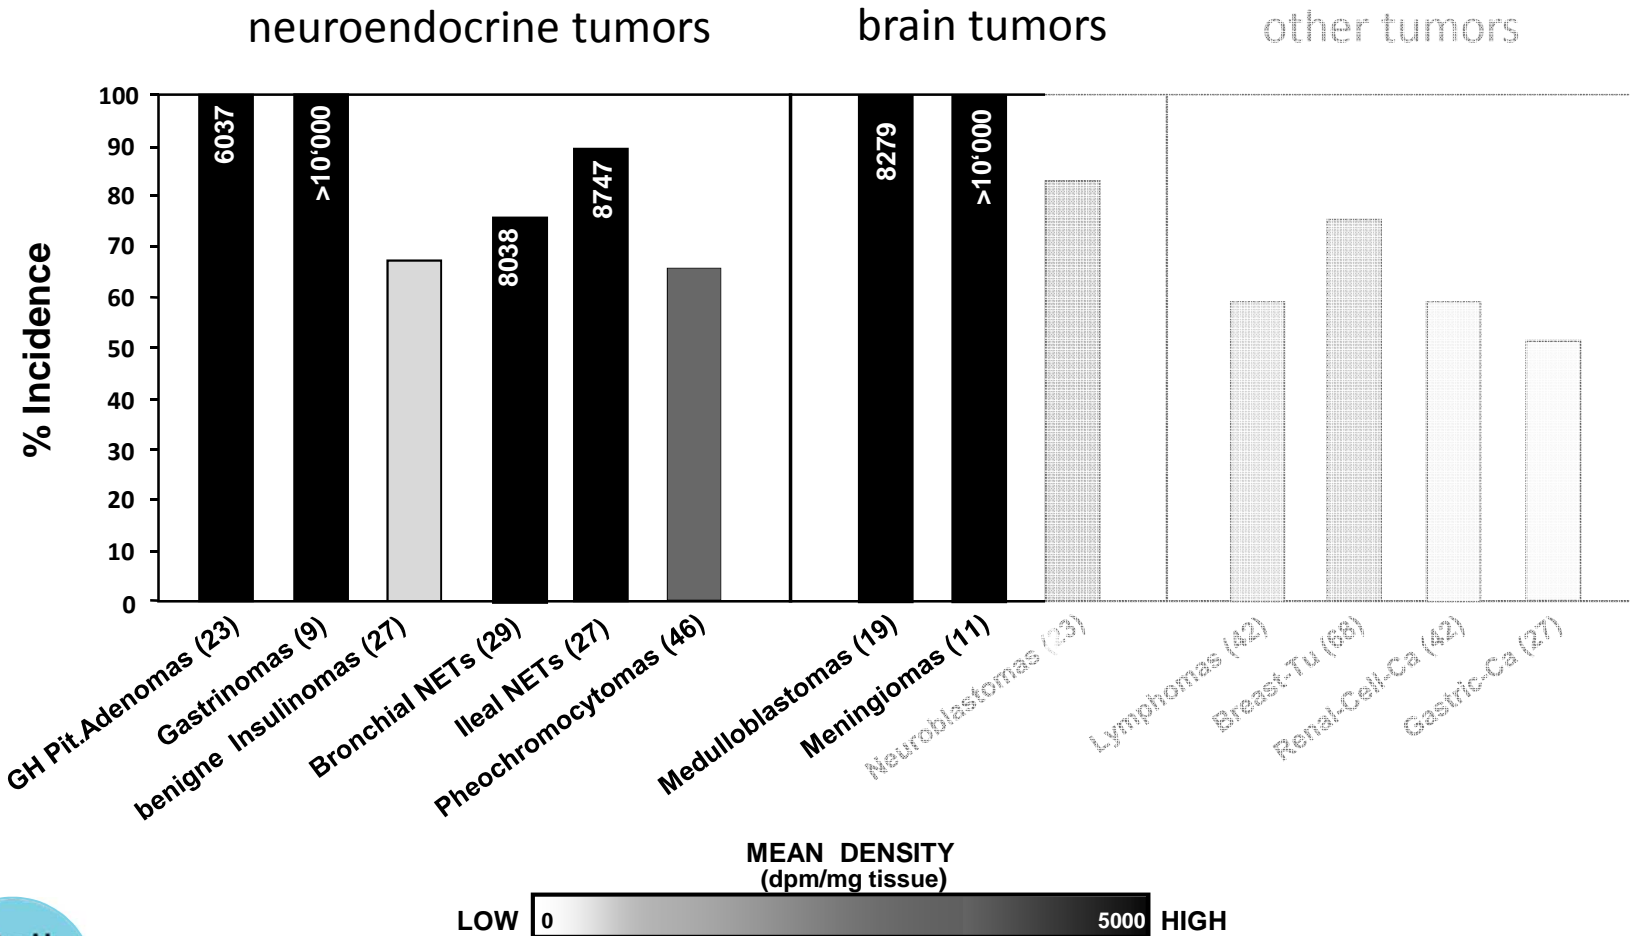 neuroendocrine tumors
brain tumors
other tumors
% Incidence
100
90
80
70
60
50
40
30
20
10
0
6037
>10‘000
8038
8747
8279
>10‘000
GH Pit.Adenomas (23)
Gastrinomas (9)
benigne Insulinomas (27)
Bronchial NETs (29)
Ileal NETs (27)
Pheochromocytomas (46)
Medulloblastomas (19)
Meningiomas (11)
Neuroblastomas (23)
Lymphomas (42)
Breast-Tu (68)
Renal-Cell-Ca (42)
Gastric-Ca (27)
MEAN DENSITY
(dpm/mg tissue)
LOW 0 5000 HIGH